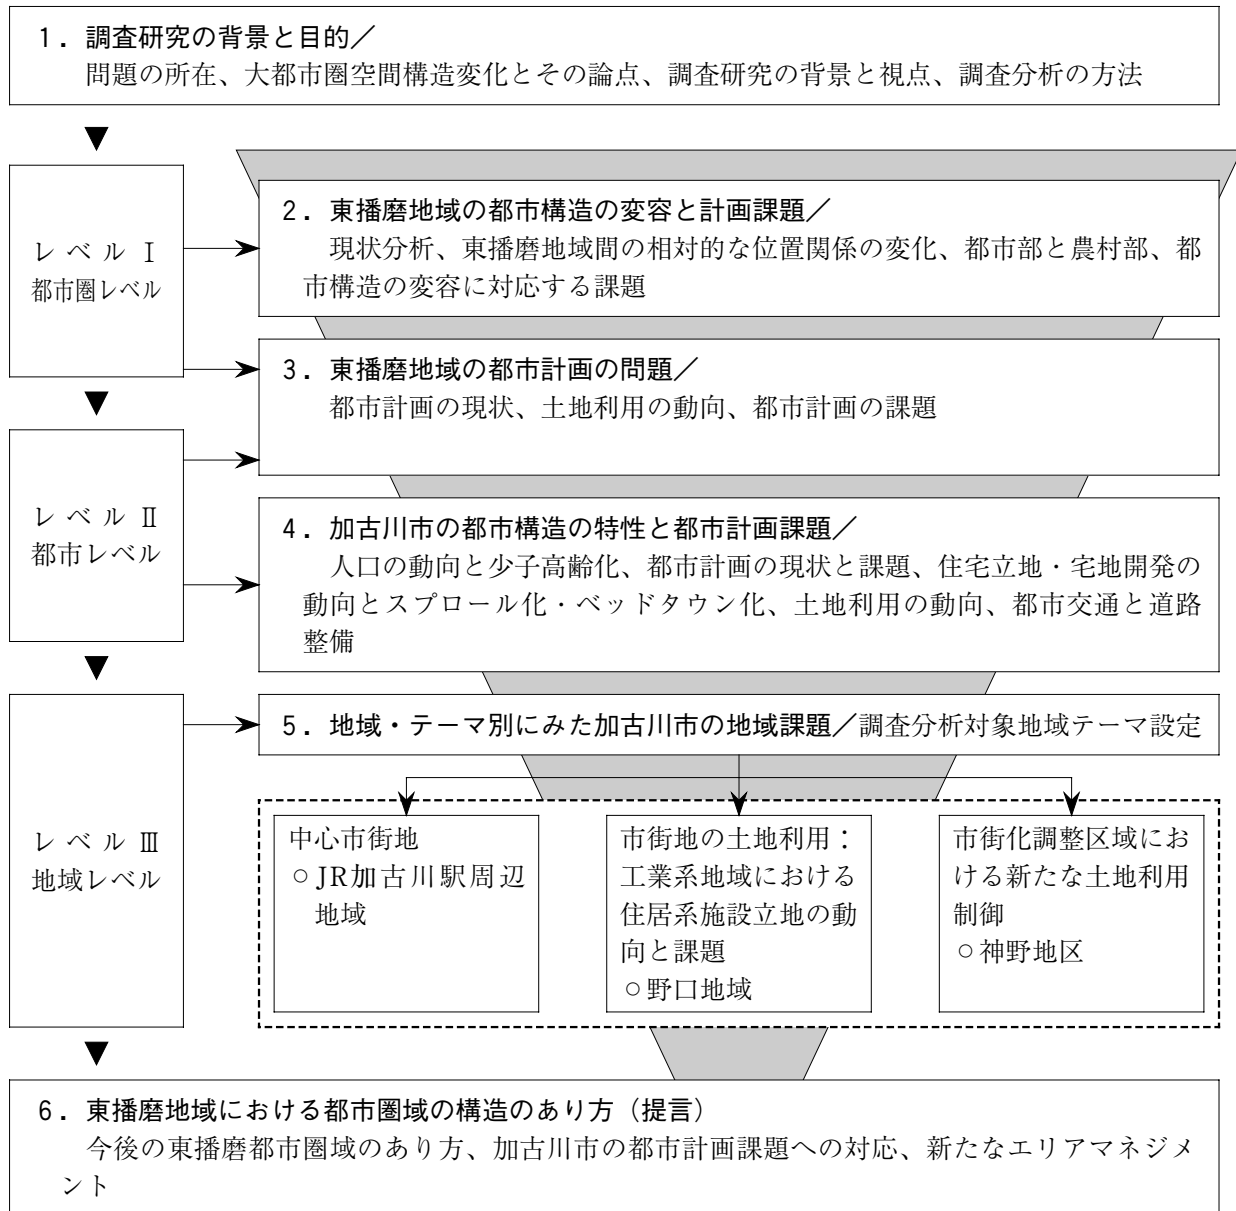 1．調査研究の背景と目的／
問題の所在、大都市圏空間構造変化とその論点、調査研究の背景と視点、調査分析の方法
▼
レベルⅠ
都市圏レベル
2．東播磨地域の都市構造の変容と計画課題／
現状分析、東播磨地域間の相対的な位置関係の変化、都市部と農村部、都
市構造の変容に対応する課題
3．東播磨地域の都市計画の問題／
都市計画の現状、土地利用の動向、都市計画の課題
▼
レベルⅡ
都市レベル
4．加古川市の都市構造の特性と都市計画課題／
人口の動向と少子高齢化、都市計画の現状と課題、住宅立地・宅地開発の
動向とスプロール化・ベッドタウン化、土地利用の動向、都市交通と道路
整備
▼
レベルⅢ
地域レベル
5．地域・テーマ別にみた加古川市の地域課題／調査分析対象地域テーマ設定
中心市街地
○JR加古川駅周辺
地域
市街地の土地利用：
工業系地域における
住居系施設立地の動
向と課題
○野口地域
市街化調整区域にお
ける新たな土地利用
制御
○神野地区
▼
6．東播磨地域における都市圏域の構造のあり方（提言）
今後の東播磨都市圏域のあり方、加古川市の都市計画課題への対応、新たなエリアマネジメ
ント